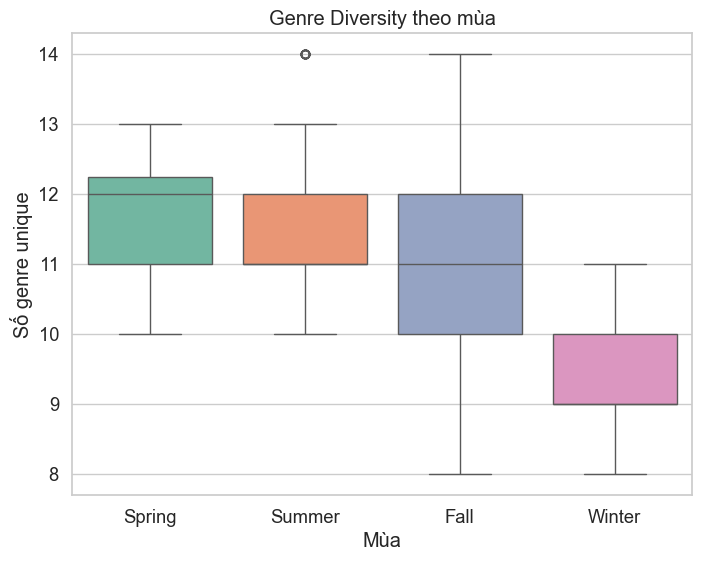 Genre Diversity theo mùa
Số genre unique
14
13
12
11
10
9
8
Spring
Summer
Fall
Winter
Mùa